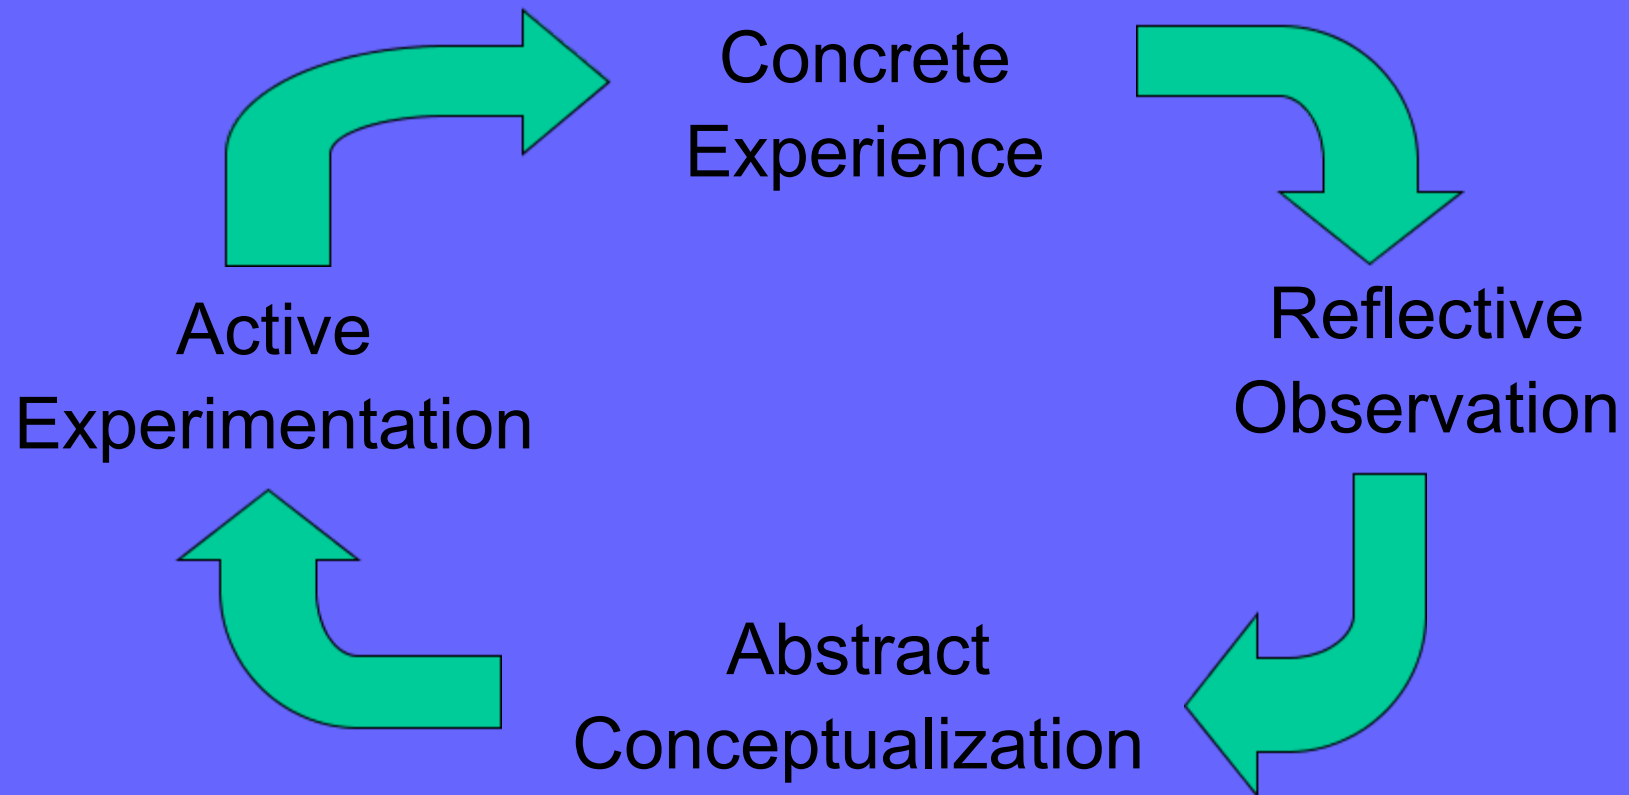 Concrete
Experience
Reflective
Observation
Abstract
Conceptualization
Active
Experimentation